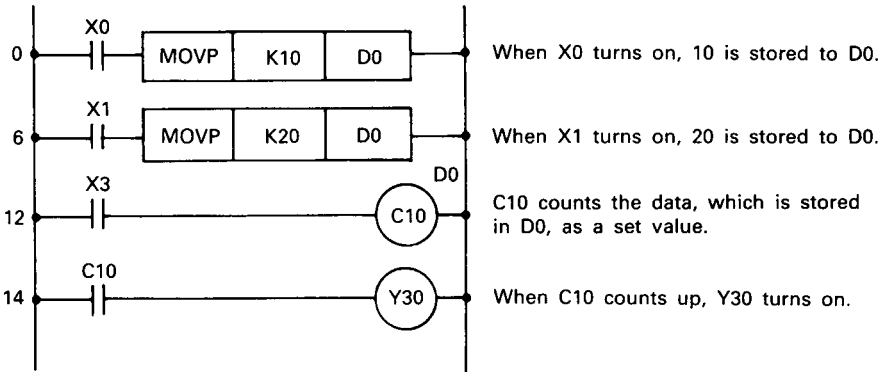 X0
0 MOVP K10 D0 When X0 turns on, 10 is stored to D0.
X1
6 MOVP K20 D0 When X1 turns on, 20 is stored to D0.
X3 D0
12 C10 C10 counts the data, which is stored
in D0, as a set value.
C10
14 Y30 When C10 counts up, Y30 turns on.